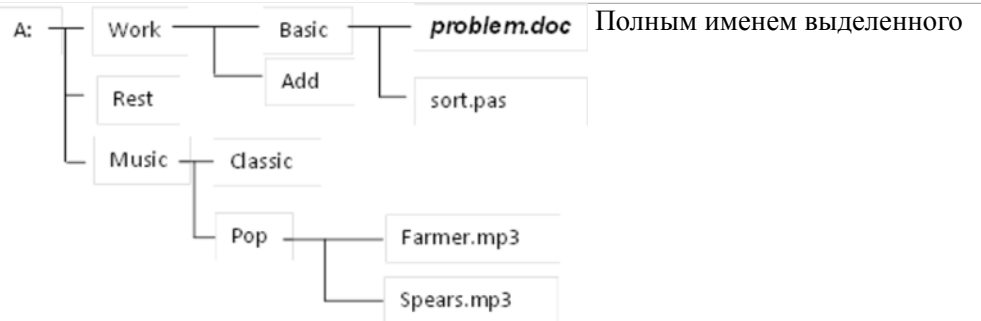 A: Work Basic problem.doc Полным именем выделенного
Add
Rest sort.pas
Music Classic
Pop Farmer.mp3
Spears.mp3